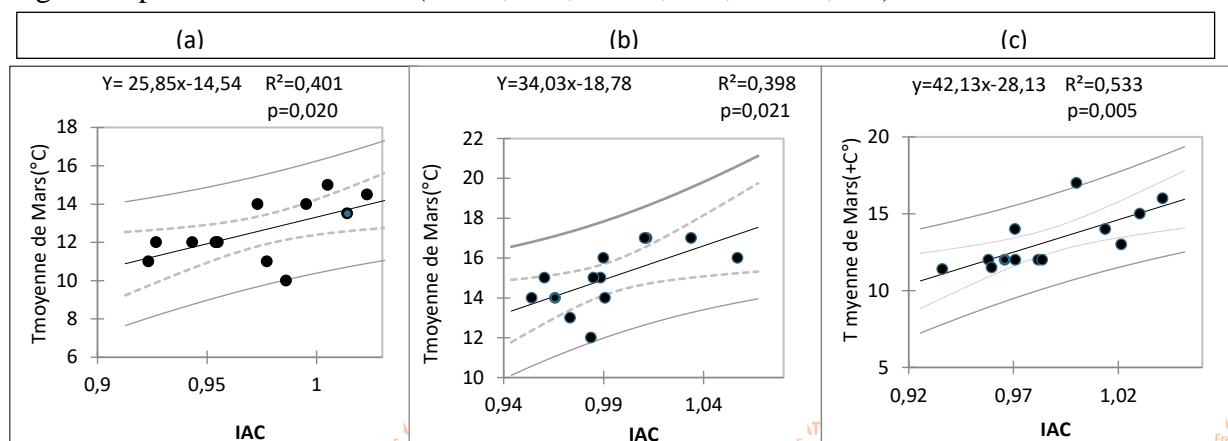 (a) (b) (c)
Y= 25,85x-14,54 R²=0,401
p=0,020
Tmoyenne de Mars(°C)
18
16
14
12
10
8
6
0,9 0,95 1
IAC
Y=34,03x-18,78 R²=0,398
p=0,021
Tmoyenne de Mars(°C)
22
20
18
16
14
12
10
0,94 0,99 1,04
IAC
y=42,13x-28,13 R²=0,533
p=0,005
T myenne de Mars(+C°)
20
15
10
5
0,92 0,97 1,02
IAC